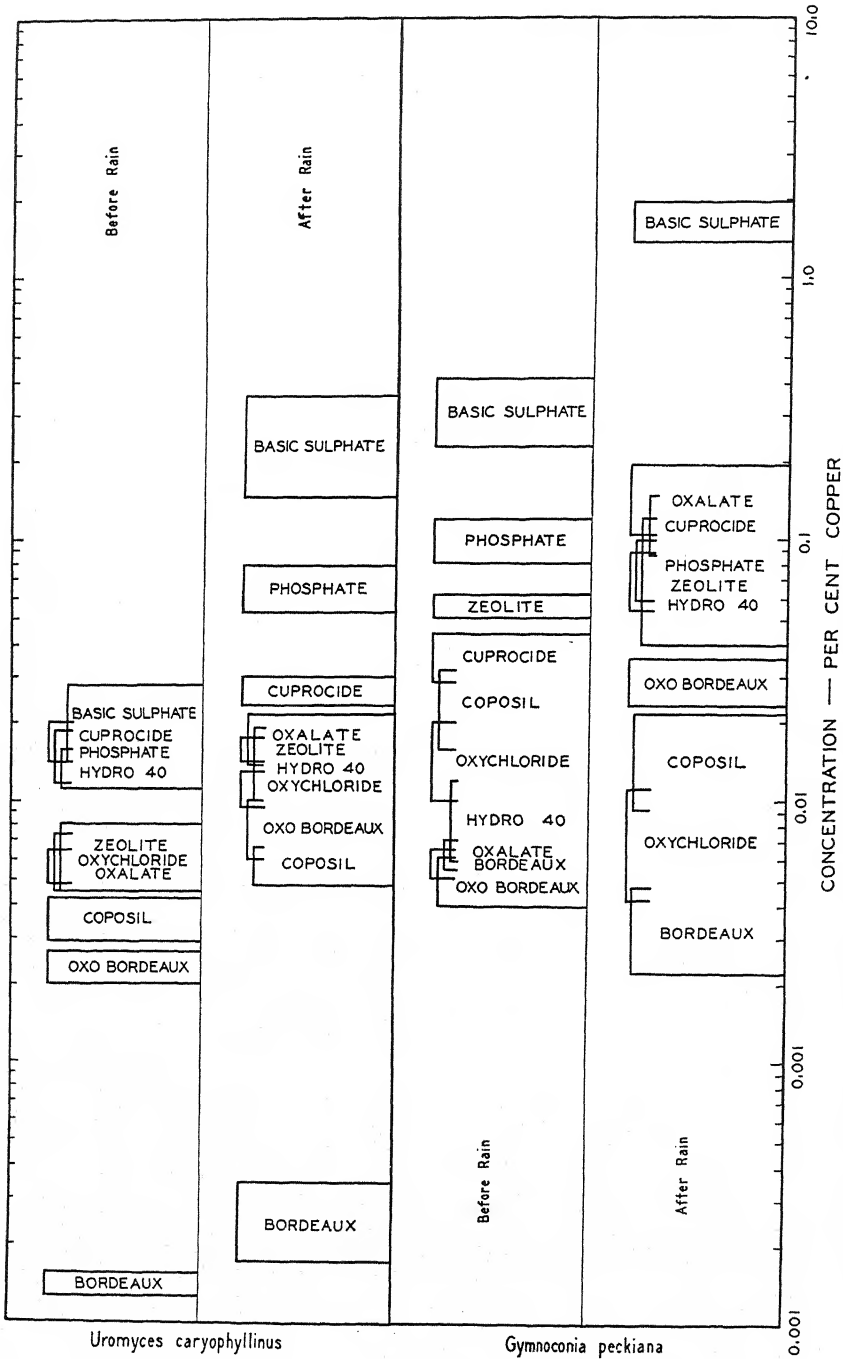 Before Rain
BASIC SULPHATE
CUPROCIDE
PHOSPHATE
HYDRO 40
ZEOLITE
OXYCHLORIDE
OXALATE
COPOSIL
OXO BORDEAUX
BORDEAUX
After Rain
BASIC SULPHATE
PHOSPHATE
CUPROCIDE
OXALATE
ZEOLITE
HYDRO 40
OXYCHLORIDE
OXO BORDEAUX
COPOSIL
BORDEAUX
Uromyces caryophyllinus
BASIC SULPHATE
PHOSPHATE
ZEOLITE
CUPROCIDE
COPOSIL
OXYCHLORIDE
HYDRO 40
OXALATE
BORDEAUX
OXO BORDEAUX
Before Rain
BASIC SULPHATE
OXALATE
CUPROCIDE
PHOSPHATE
ZEOLITE
HYDRO 40
OXO BORDEAUX
COPOSIL
OXYCHLORIDE
BORDEAUX
After Rain
Gymnoconia peckiana
10.0
1.0
0.1
0.01
0.001
0.001
CONCENTRATION — PER CENT COPPER